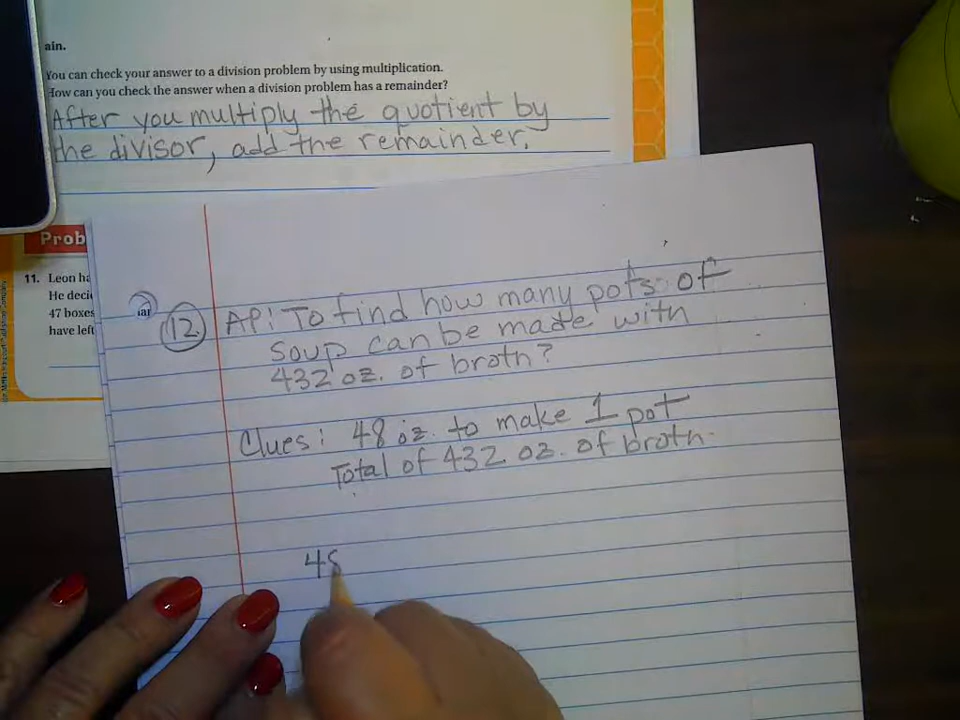 ain.
You can check your answer to a division problem by using multiplication.
How can you check the answer when a division problem has a remainder?
After you multiply the quotient by
the divisor, add the remainder.
Prob
11. Leon ha
He deci
47 boxes
have left
12 AP: To find how many pots of
soup can be made with
432 oz. of broth?
Clues: 48 oz. to make 1 pot
Total of 432 oz. of broth.
48